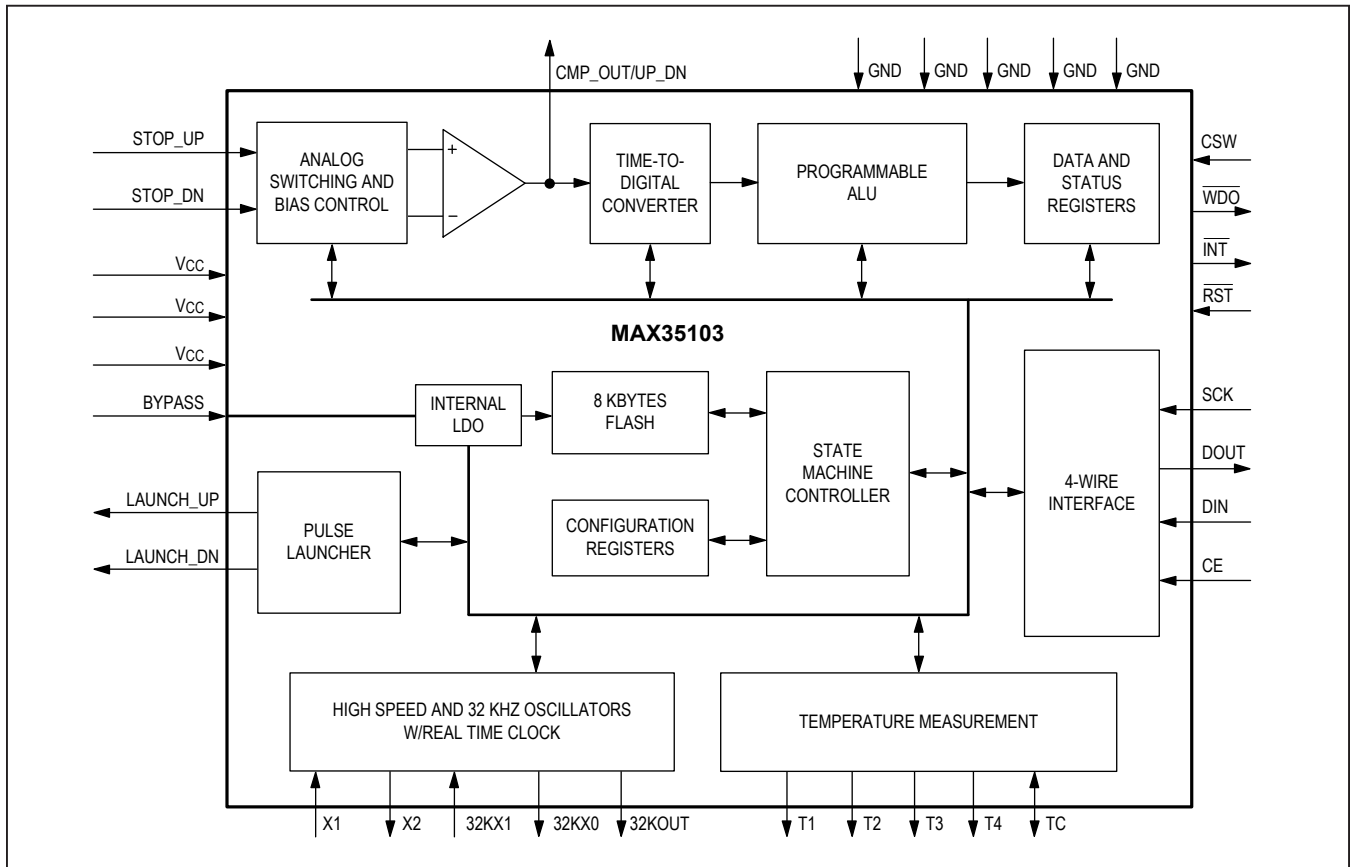 CMP_OUT/UP_DN
GND
GND
GND
GND
GND
STOP_UP
STOP_DN
VCC
VCC
VCC
BYPASS
LAUNCH_UP
LAUNCH_DN
ANALOG
SWITCHING AND
BIAS CONTROL
+
−
TIME-TO-
DIGITAL
CONVERTER
PROGRAMMABLE
ALU
DATA AND
STATUS
REGISTERS
CSW
WDO
INT
RST
MAX35103
INTERNAL
LDO
8 KBYTES
FLASH
STATE
MACHINE
CONTROLLER
CONFIGURATION
REGISTERS
4-WIRE
INTERFACE
SCK
DOUT
DIN
CE
PULSE
LAUNCHER
HIGH SPEED AND 32 KHZ OSCILLATORS
W/REAL TIME CLOCK
TEMPERATURE MEASUREMENT
X1
X2
32KX1
32KX0
32KOUT
T1
T2
T3
T4
TC